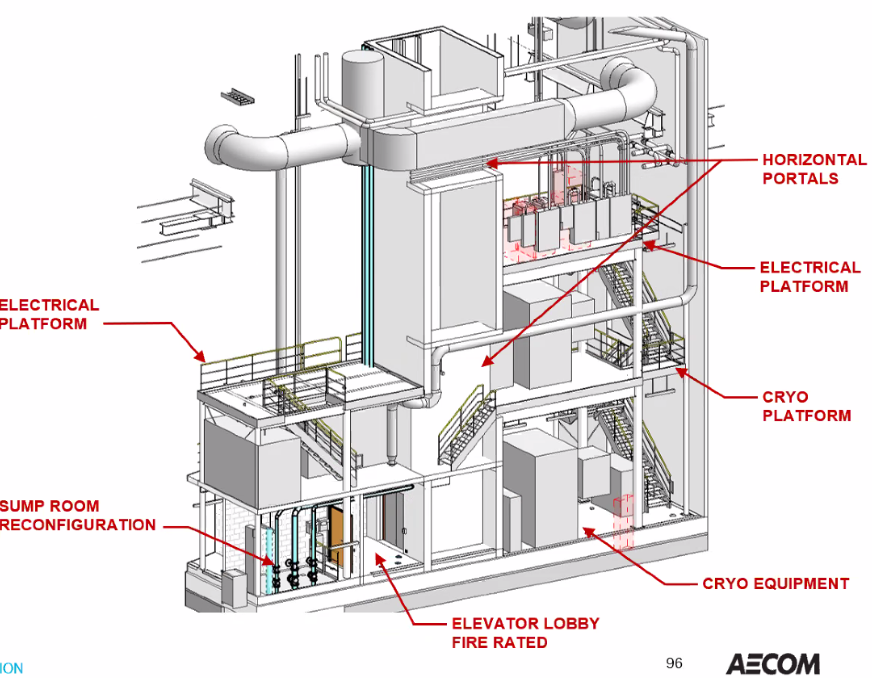 HORIZONTAL
PORTALS
ELECTRICAL
PLATFORM
ELECTRICAL
PLATFORM
CRYO
PLATFORM
SUMP ROOM
RECONFIGURATION
CRYO EQUIPMENT
ELEVATOR LOBBY
FIRE RATED
ION
96
AECOM